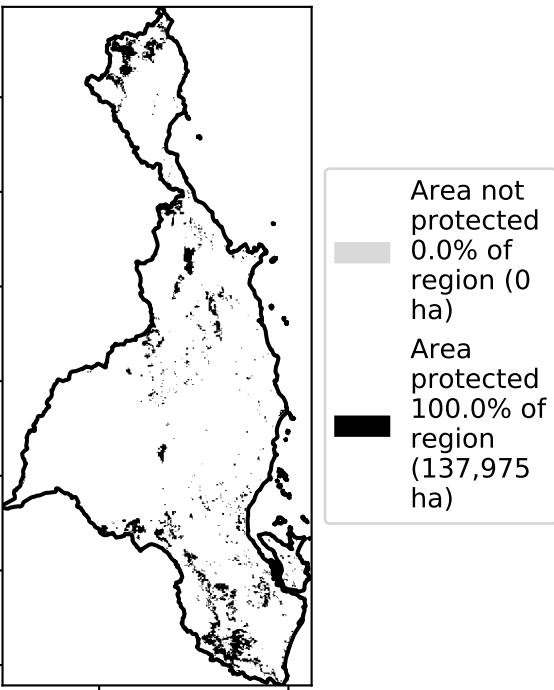 Area not
protected
0.0% of
region (0
ha)
Area
protected
100.0% of
region
(137,975
ha)